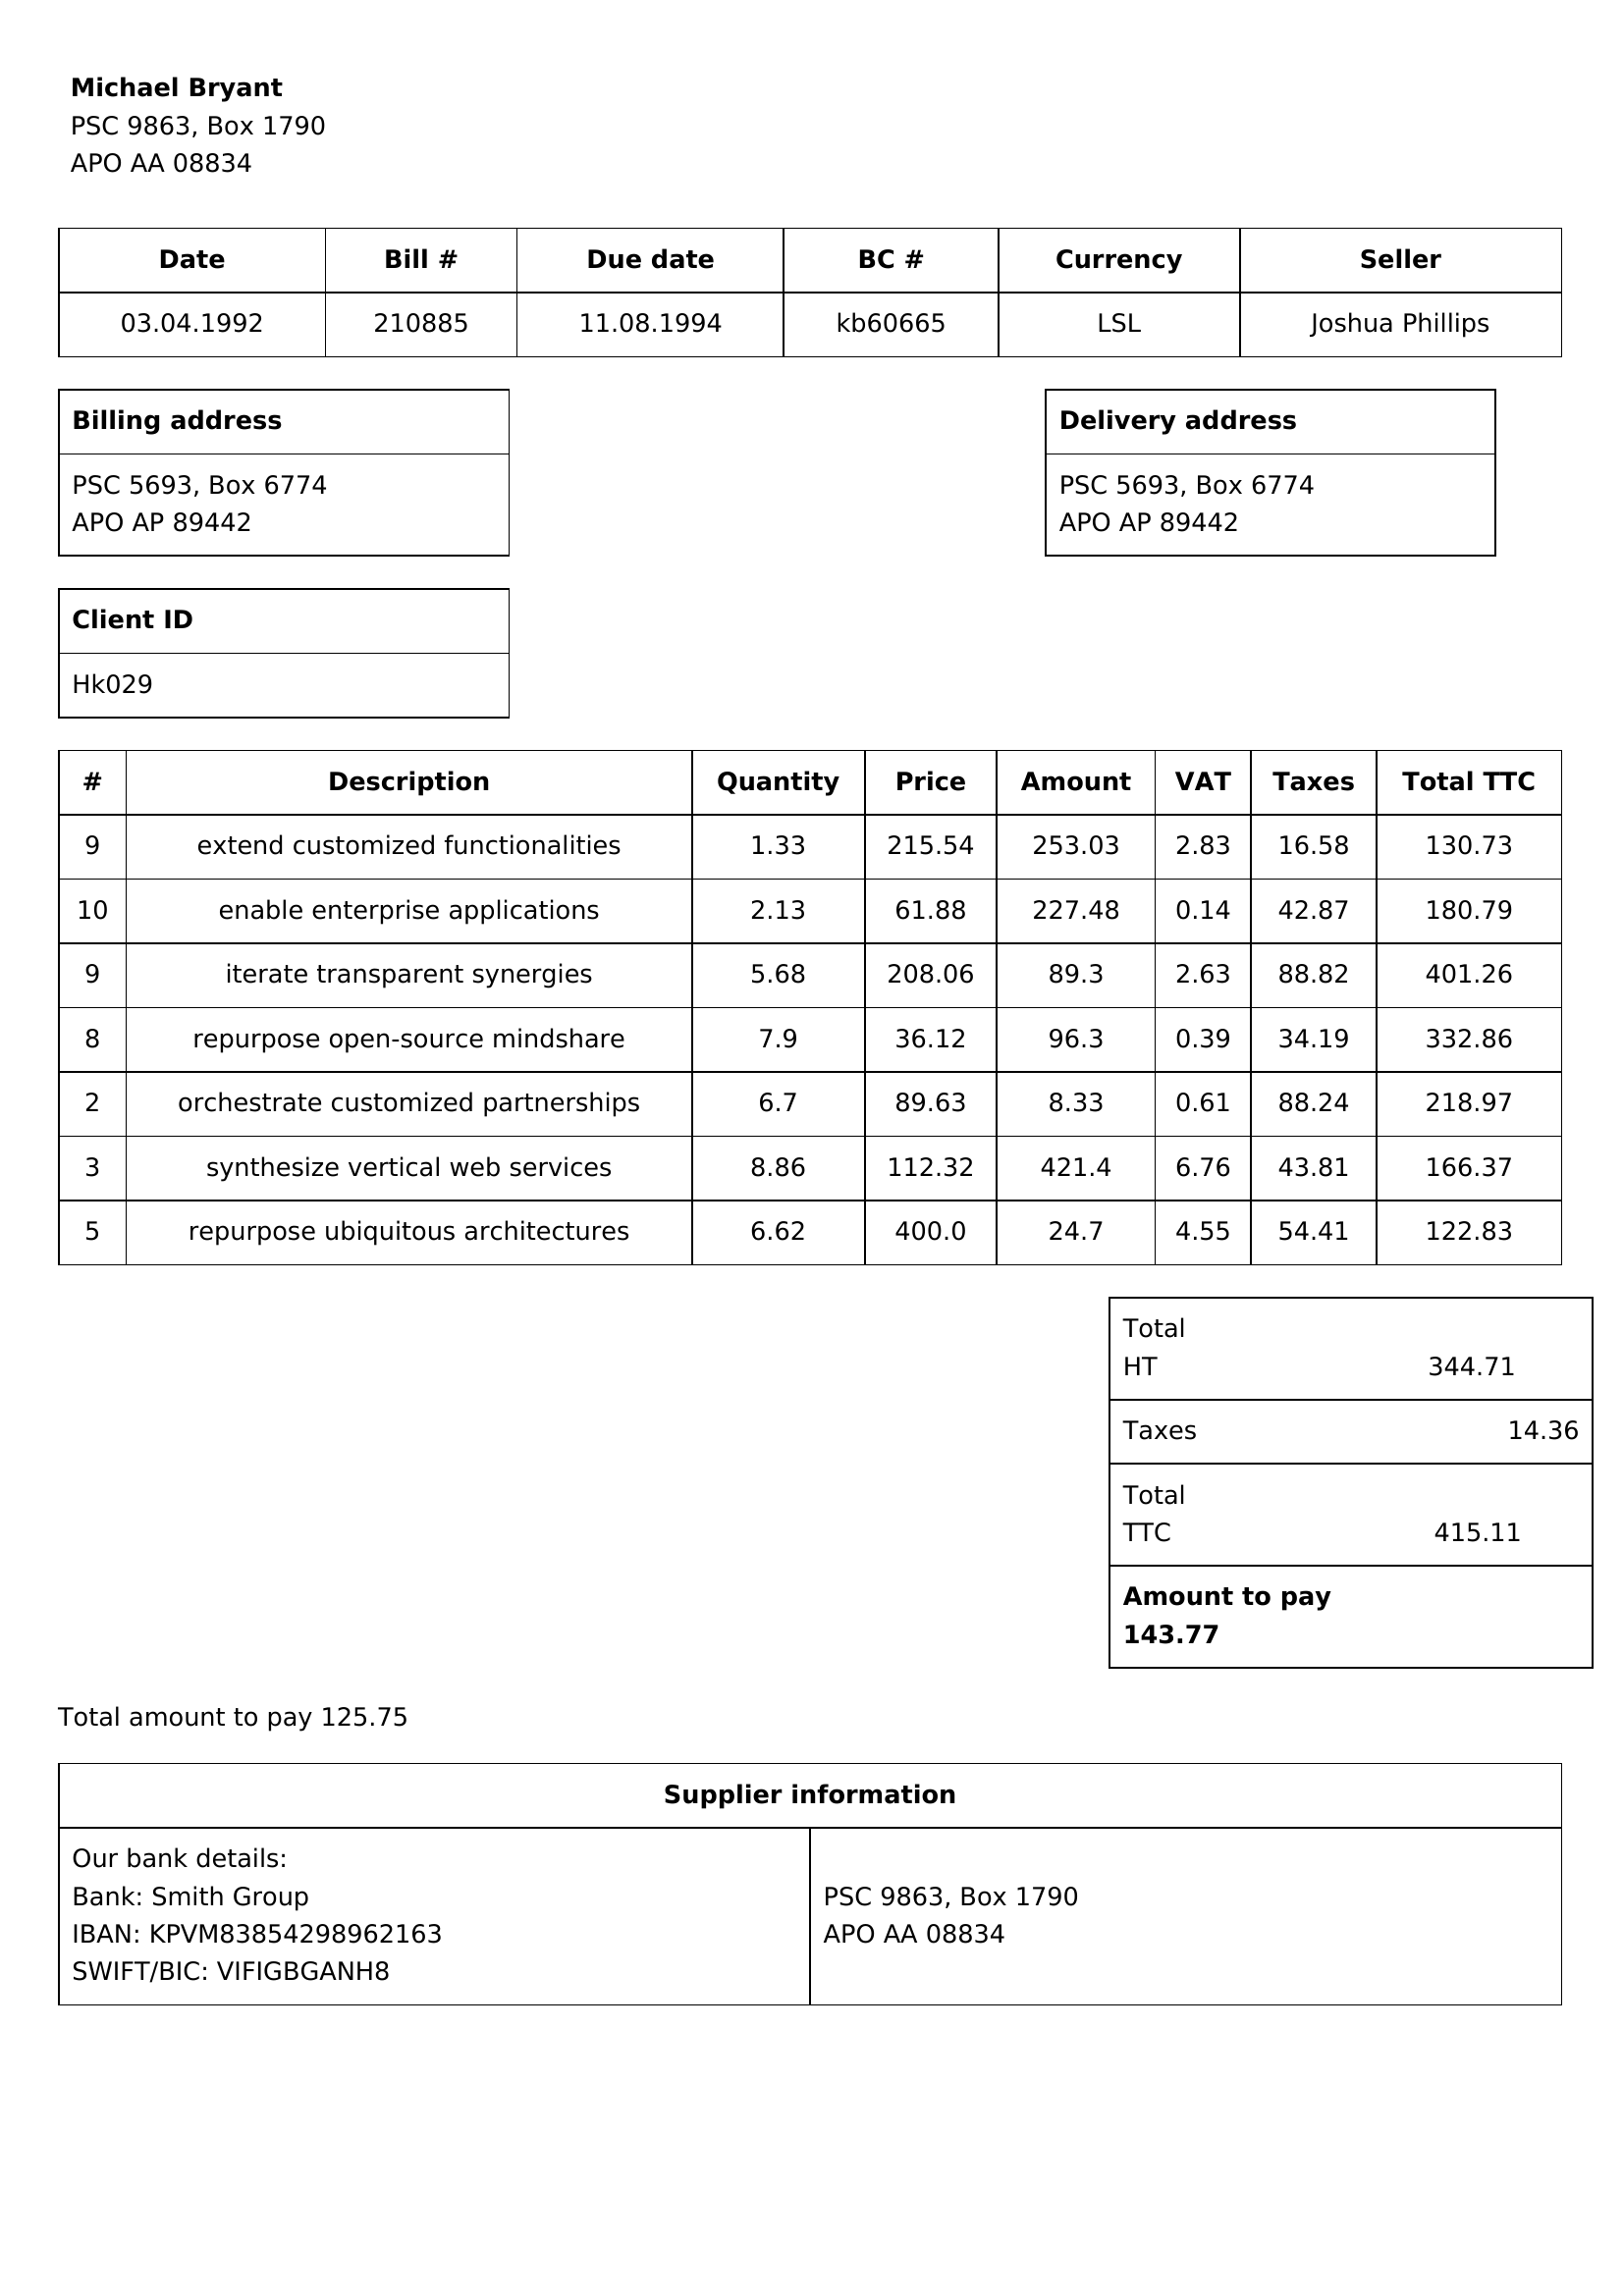 Michael Bryant
PSC 9863, Box 1790
APO AA 08834
Date Bill # Due date BC # Currency Seller
03.04.1992 210885 11.08.1994 kb60665 LSL Joshua Phillips
Billing address
PSC 5693, Box 6774
APO AP 89442
Delivery address
PSC 5693, Box 6774
APO AP 89442
Client ID
Hk029
# Description Quantity Price Amount VAT Taxes Total TTC
9 extend customized functionalities 1.33 215.54 253.03 2.83 16.58 130.73
10 enable enterprise applications 2.13 61.88 227.48 0.14 42.87 180.79
9 iterate transparent synergies 5.68 208.06 89.3 2.63 88.82 401.26
8 repurpose open-source mindshare 7.9 36.12 96.3 0.39 34.19 332.86
2 orchestrate customized partnerships 6.7 89.63 8.33 0.61 88.24 218.97
3 synthesize vertical web services 8.86 112.32 421.4 6.76 43.81 166.37
5 repurpose ubiquitous architectures 6.62 400.0 24.7 4.55 54.41 122.83
Total
HT 344.71
Taxes 14.36
Total
TTC 415.11
Amount to pay
143.77
Total amount to pay 125.75
Supplier information
Our bank details:
Bank: Smith Group
IBAN: KPVM83854298962163
SWIFT/BIC: VIFIGBGANH8
PSC 9863, Box 1790
APO AA 08834